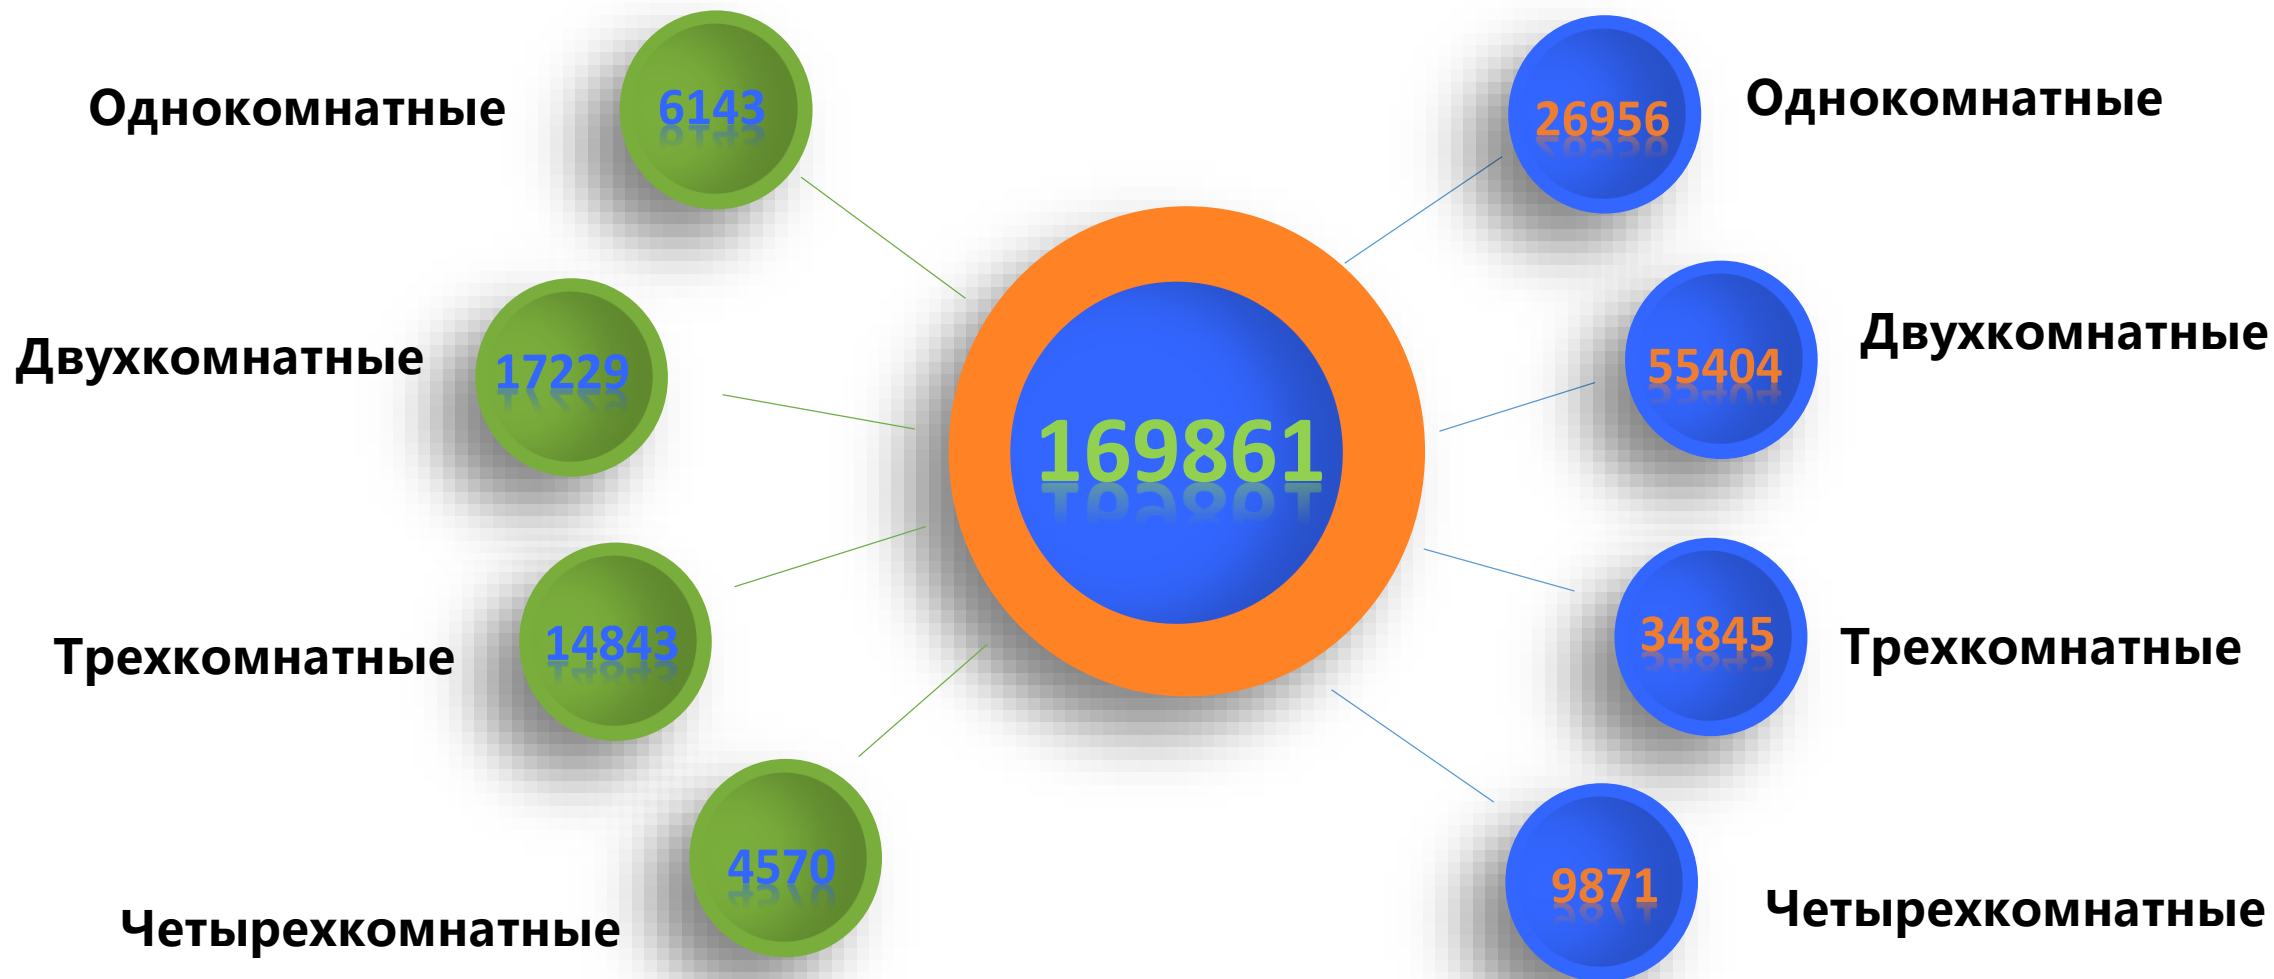 Однокомнатные
6143
Двухкомнатные
17229
Трехкомнатные
14843
Четырехкомнатные
4570
169861
26956
Однокомнатные
55404
Двухкомнатные
34845
Трехкомнатные
9871
Четырехкомнатные